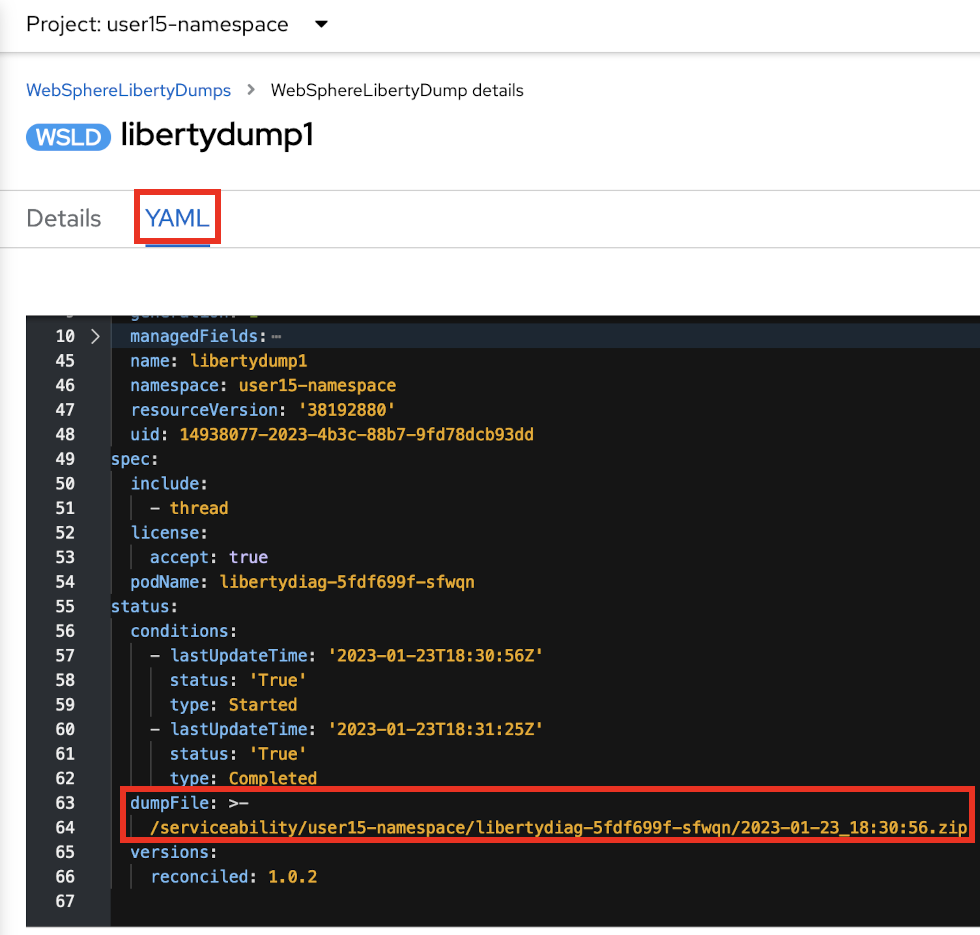 Project: user15-namespace
WebSphereLibertyDumps > WebSphereLibertyDump details
WSLD libertydump1
Details YAML
10 managedFields:
45 name: libertydump1
46 namespace: user15-namespace
47 resourceVersion: '38192880'
48 uid: 14938077-2023-4b3c-88b7-9fd78dcb93dd
49 spec:
50 include:
51 - thread
52 license:
53 accept: true
54 podName: libertydiag-5fdf699f-sfwqn
55 status:
56 conditions:
57 - lastUpdateTime: '2023-01-23T18:30:56Z'
58 status: 'True'
59 type: Started
60 - lastUpdateTime: '2023-01-23T18:31:25Z'
61 status: 'True'
62 type: Completed
63 dumpFile: >-
64 /serviceability/user15-namespace/libertydiag-5fdf699f-sfwqn/2023-01-23_18:30:56.zip
65 versions:
66 reconciled: 1.0.2
67